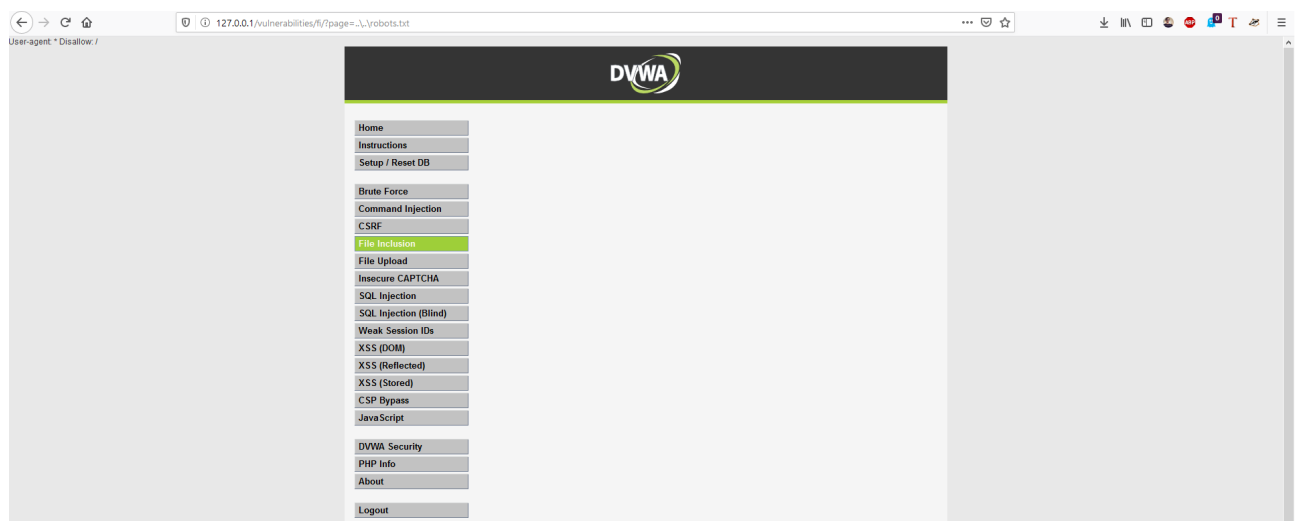 127.0.0.1/vulnerabilities/fi/?page=..\..\robots.txt
User-agent: * Disallow: /
DVWA
Home
Instructions
Setup / Reset DB
Brute Force
Command Injection
CSRF
File Inclusion
File Upload
Insecure CAPTCHA
SQL Injection
SQL Injection (Blind)
Weak Session IDs
XSS (DOM)
XSS (Reflected)
XSS (Stored)
CSP Bypass
JavaScript
DVWA Security
PHP Info
About
Logout